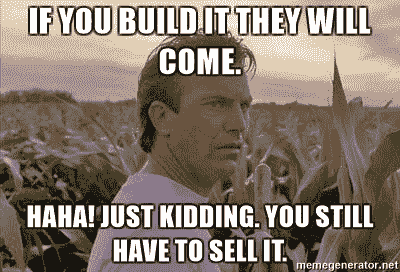 IF YOU BUILD IT THEY WILL
COME.
HAHA! JUST KIDDING. YOU STILL
HAVE TO SELL IT.
memegenerator.net